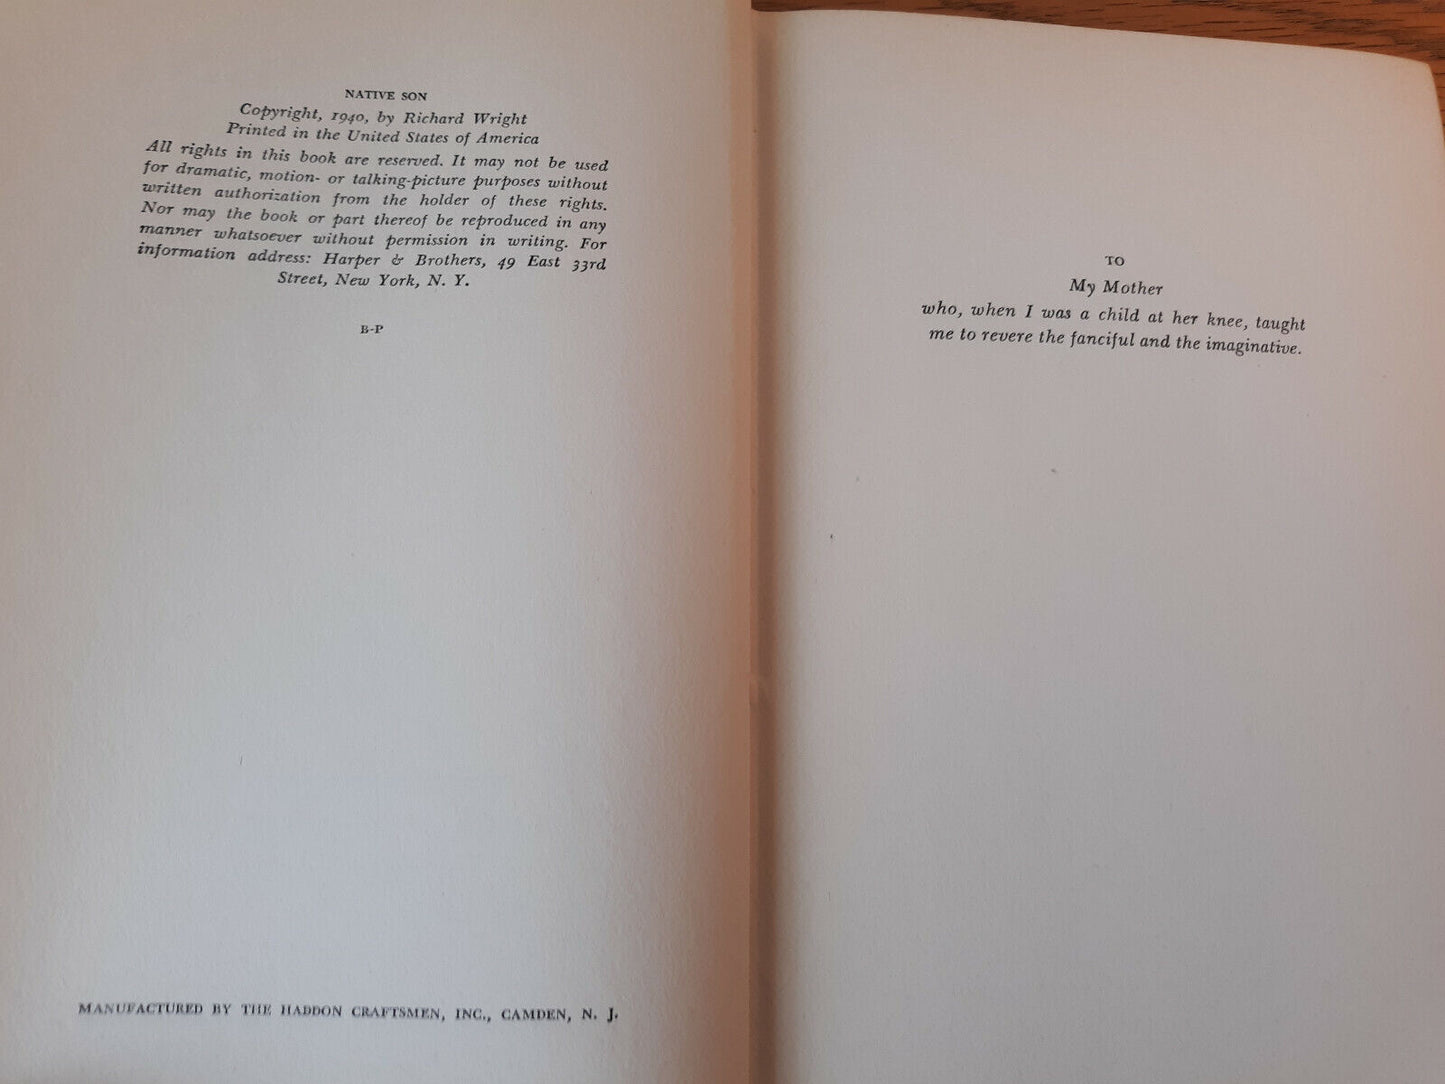 NATIVE SON
Copyright, 1940, by Richard Wright
Printed in the United States of America
All rights in this book are reserved. It may not be used
for dramatic, motion- or talking-picture purposes without
written authorization from the holder of these rights.
Nor may the book or part thereof be reproduced in any
manner whatsoever without permission in writing. For
information address: Harper & Brothers, 49 East 33rd
Street, New York, N. Y.
B-P
MANUFACTURED BY THE HADDON CRAFTSMEN, INC., CAMDEN, N. J.
TO
My Mother
who, when I was a child at her knee, taught
me to revere the fanciful and the imaginative.